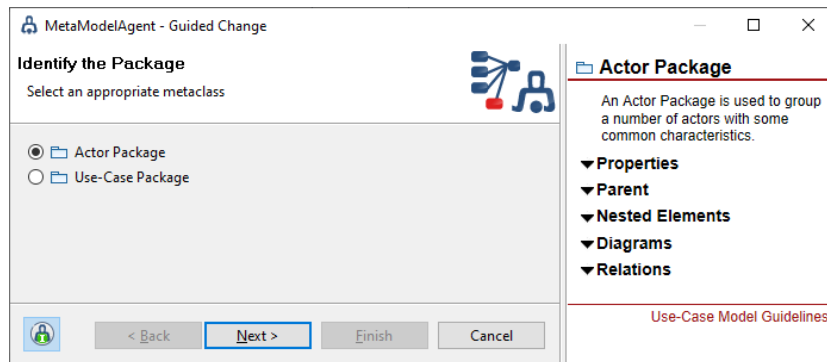 MetaModelAgent - Guided Change
Identify the Package
Select an appropriate metaclass
Actor Package
Use-Case Package
< Back
Next >
Finish
Cancel
Actor Package
An Actor Package is used to group
a number of actors with some
common characteristics.
Properties
Parent
Nested Elements
Diagrams
Relations
Use-Case Model Guidelines